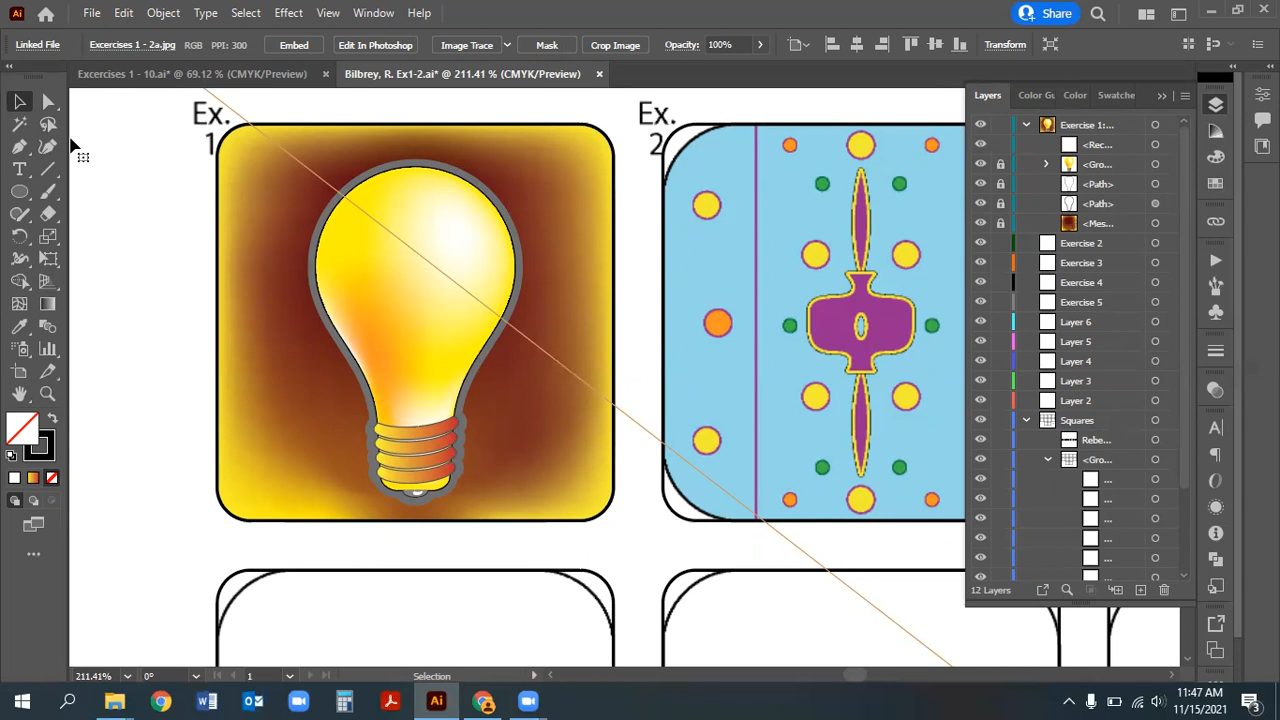 Ai
File Edit Object Type Select Effect View Window Help
Share
Linked File Exercises 1 - 2a.jpg RGB PPI: 300 Embed Edit In Photoshop Image Trace Mask Crop Image Opacity: 100% Transform
Excercises 1 - 10.ai* @ 69.12 % (CMYK/Preview) × Bilbrey, R. Ex1-2.ai* @ 211.41 % (CMYK/Preview) ×
Layers Color Gu Color Swatche
Ex.
1
Ex.
2
Exercise 1:...
<Rec...
<Gro...
<Path>
<Path>
<Mes...
Exercise 2
Exercise 3
Exercise 4
Exercise 5
Layer 6
Layer 5
Layer 4
Layer 3
Layer 2
Squares
Rebe...
<Gro...
...
...
...
...
...
...
12 Layers
211.41% 0° 1 Selection
Ai
11:47 AM
11/15/2021
3